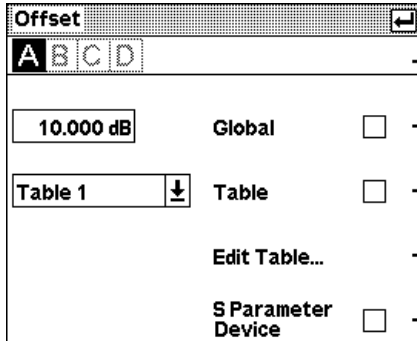 Offset
A B C D
10.000 dB Global
Table 1 Table
Edit Table...
S Parameter
Device